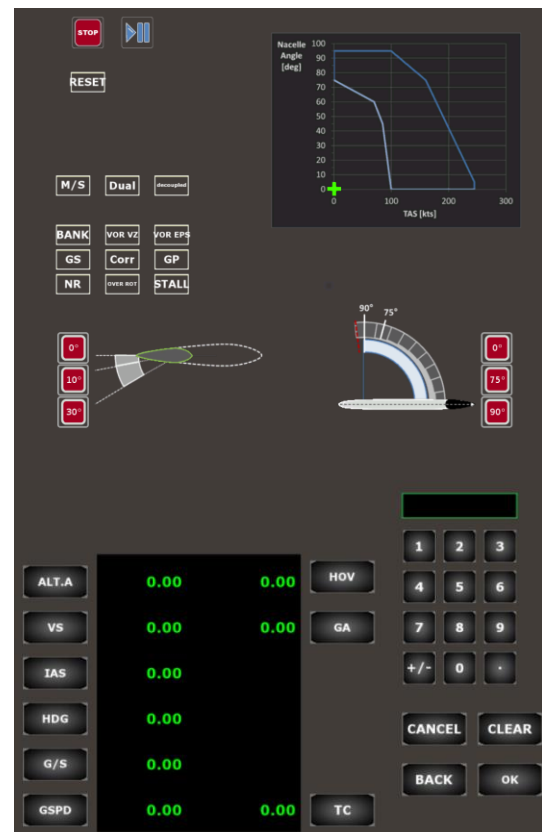 STOP
RESET
Nacelle
Angle
[deg]
100
90
80
70
60
50
40
30
20
10
0
0 100 200 300
TAS [kts]
M/S Dual decoupled
BANK VOR VZ VOR EPS
GS Corr GP
NR OVER ROT STALL
0°
10°
30°
90° 75°
0°
75°
90°
1 2 3
4 5 6
7 8 9
+/- 0 .
CANCEL CLEAR
BACK OK
ALT.A 0.00 0.00 HOV
VS 0.00 0.00 GA
IAS 0.00
HDG 0.00
G/S 0.00
GSPD 0.00 0.00 TC